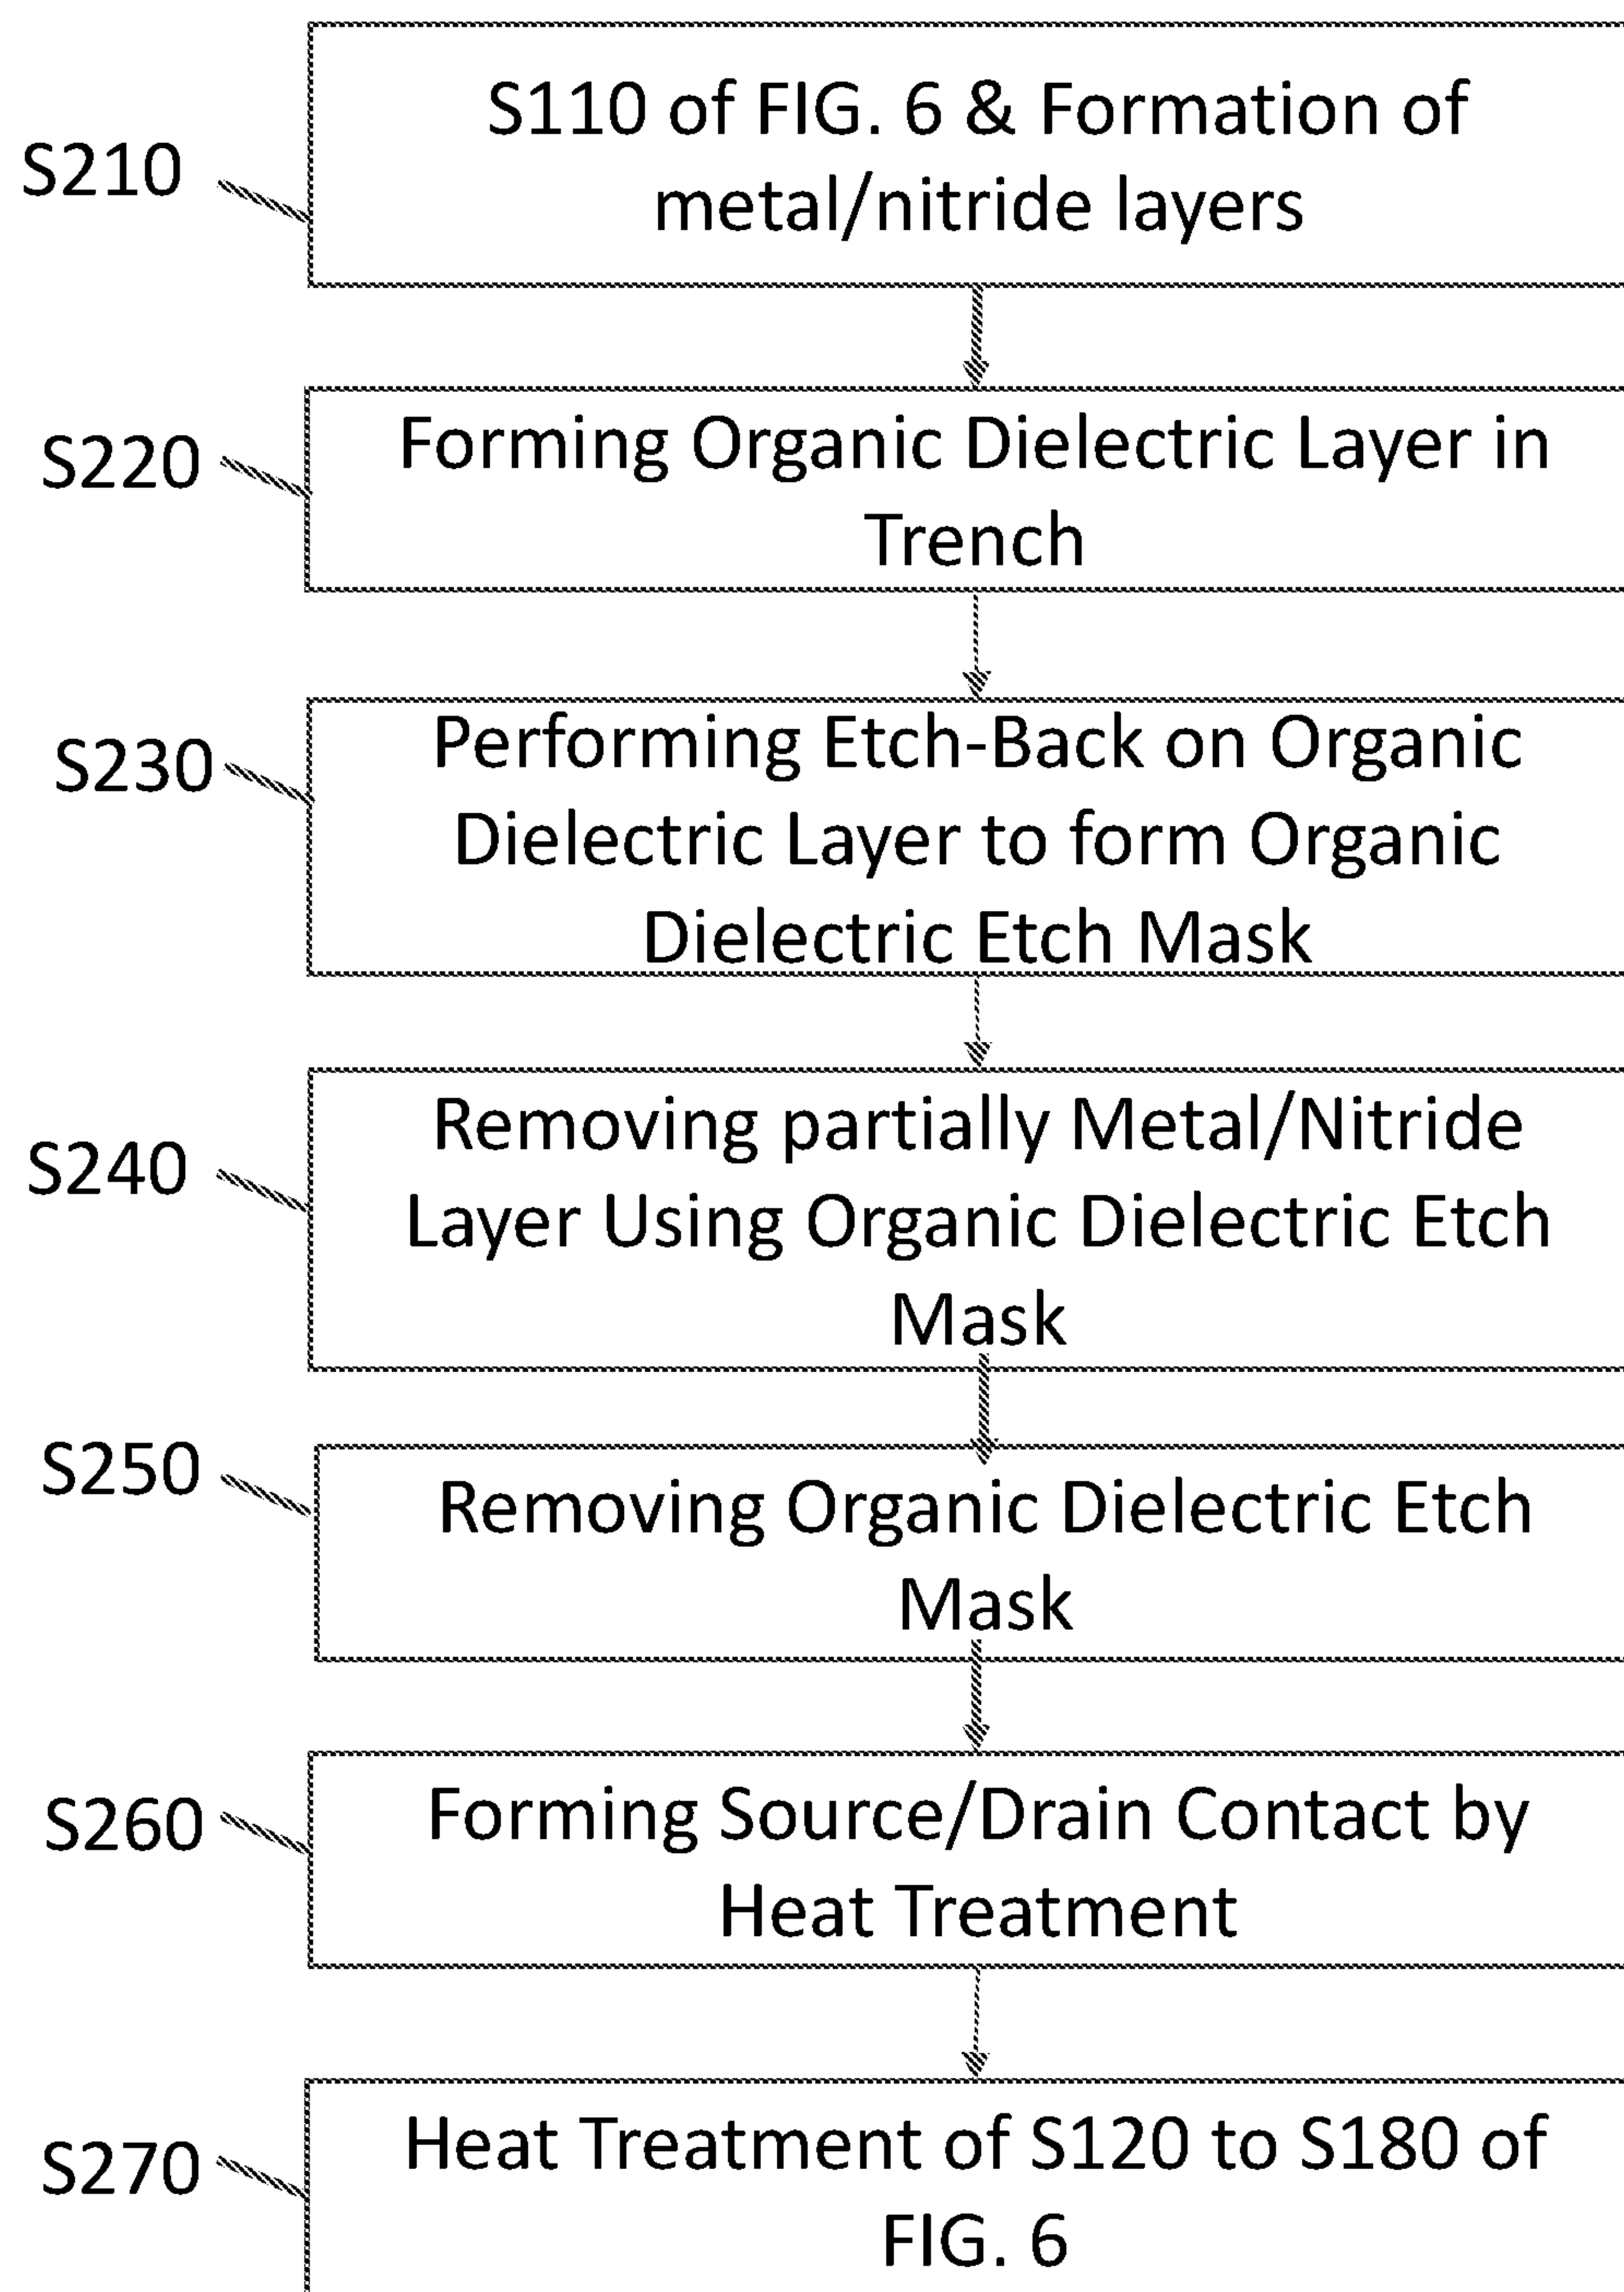 S210
S110 of FIG. 6 & Formation of
metal/nitride layers
S220
Forming Organic Dielectric Layer in
Trench
S230
Performing Etch-Back on Organic
Dielectric Layer to form Organic
Dielectric Etch Mask
S240
Removing partially Metal/Nitride
Layer Using Organic Dielectric Etch
Mask
S250
Removing Organic Dielectric Etch
Mask
S260
Forming Source/Drain Contact by
Heat Treatment
S270
Heat Treatment of S120 to S180 of
FIG. 6